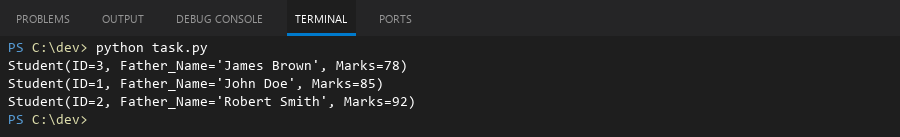 PROBLEMS OUTPUT DEBUG CONSOLE TERMINAL PORTS
PS C:\dev> python task.py
Student(ID=3, Father_Name='James Brown', Marks=78)
Student(ID=1, Father_Name='John Doe', Marks=85)
Student(ID=2, Father_Name='Robert Smith', Marks=92)
PS C:\dev>